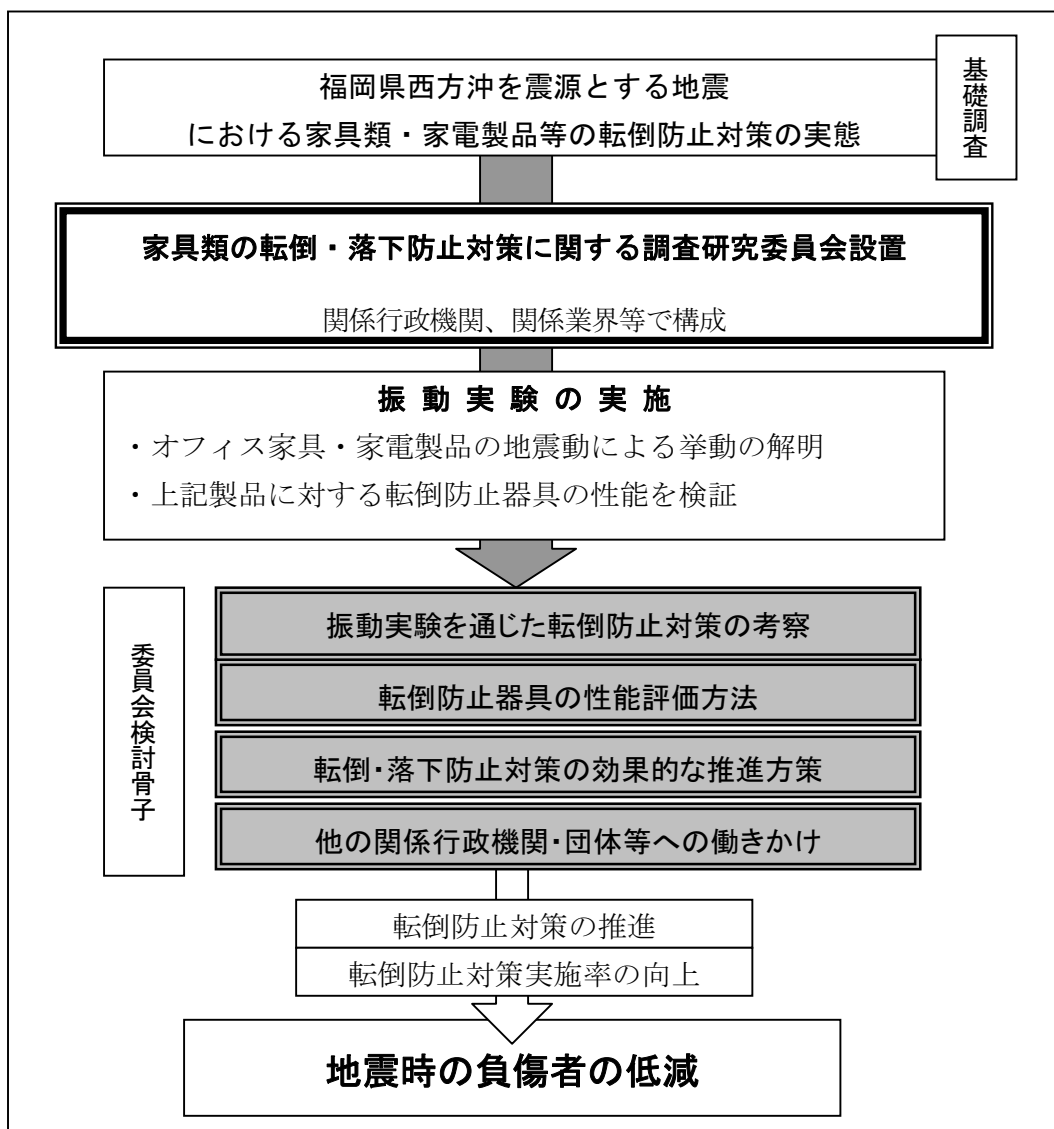 基礎調査
福岡県西方沖を震源とする地震
における家具類・家電製品等の転倒防止対策の実態
家具類の転倒・落下防止対策に関する調査研究委員会設置
関係行政機関、関係業界等で構成
振動実験の実施
・オフィス家具・家電製品の地震動による挙動の解明
・上記製品に対する転倒防止器具の性能を検証
委員会検討骨子
振動実験を通じた転倒防止対策の考察
転倒防止器具の性能評価方法
転倒・落下防止対策の効果的な推進方策
他の関係行政機関・団体等への働きかけ
転倒防止対策の推進
転倒防止対策実施率の向上
地震時の負傷者の低減